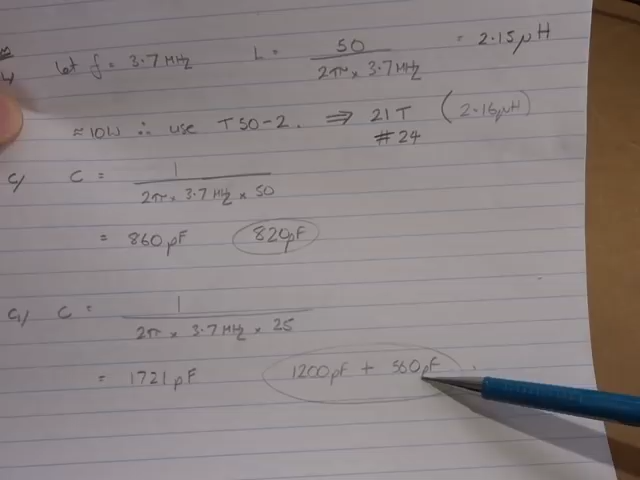 let f = 3.7 MHz L = 50 / 2π x 3.7 MHz = 2.15 μH
≈ 10W ∴ use T50-2. ⇒ 21T (2.16μH)
#24
C/ C = 1 / 2π x 3.7 MHz x 50
= 860 pF 820pF
C1/ C = 1 / 2π x 3.7 MHz x 25
= 1721 pF 1200pF + 560pF